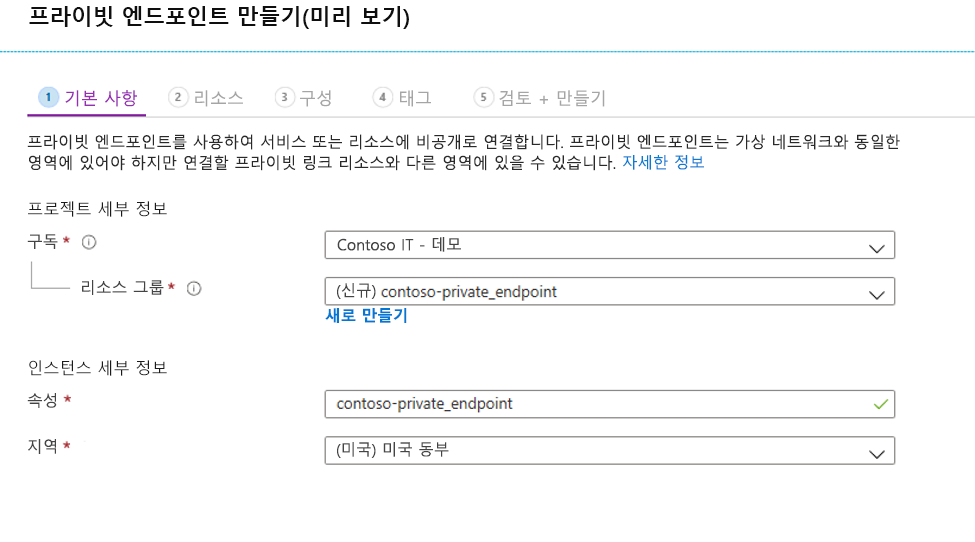 프라이빗 엔드포인트 만들기(미리 보기)
1 기본 사항 2 리소스 3 구성 4 태그 5 검토 + 만들기
프라이빗 엔드포인트를 사용하여 서비스 또는 리소스에 비공개로 연결합니다. 프라이빗 엔드포인트는 가상 네트워크와 동일한
영역에 있어야 하지만 연결할 프라이빗 링크 리소스와 다른 영역에 있을 수 있습니다. 자세한 정보
프로젝트 세부 정보
구독 * Contoso IT - 데모
리소스 그룹 * (신규) contoso-private_endpoint
새로 만들기
인스턴스 세부 정보
속성 * contoso-private_endpoint
지역 * (미국) 미국 동부